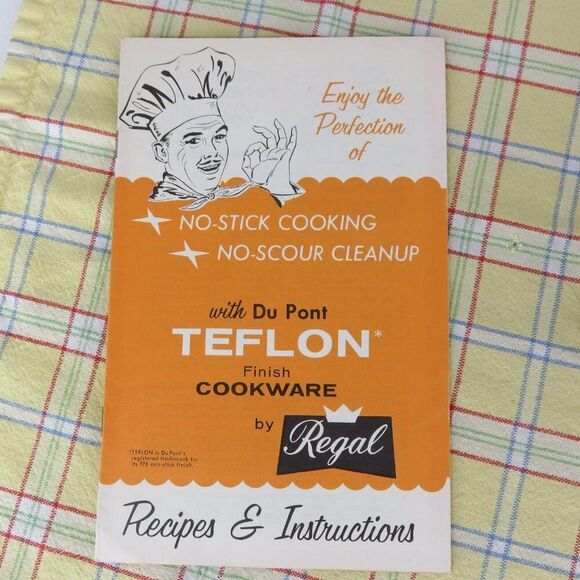 Enjoy the
Perfection
of
NO-STICK COOKING
NO-SCOUR CLEANUP
with Du Pont
TEFLON*
Finish
COOKWARE
by Regal
*TEFLON is Du Pont's
registered trademark for
its TFE non-stick finish.
Recipes & Instructions